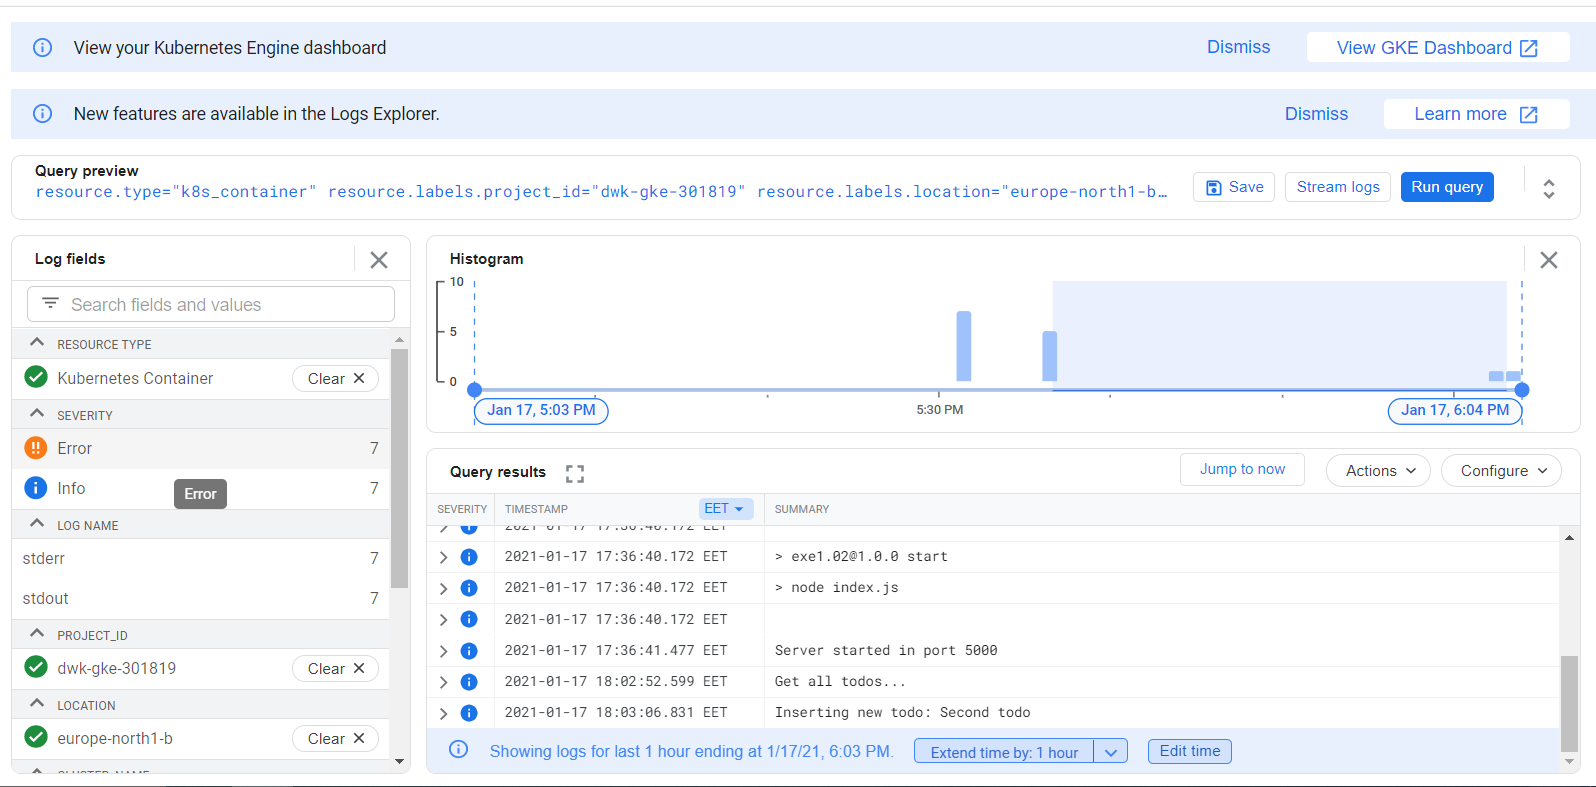 View your Kubernetes Engine dashboard Dismiss View GKE Dashboard
New features are available in the Logs Explorer. Dismiss Learn more
Query preview
resource.type="k8s_container" resource.labels.project_id="dwk-gke-301819" resource.labels.location="europe-north1-b… Save Stream logs Run query
Log fields
Search fields and values
RESOURCE TYPE
Kubernetes Container Clear
SEVERITY
Error 7
Info 7
Error
LOG NAME
stderr 7
stdout 7
PROJECT_ID
dwk-gke-301819 Clear
LOCATION
europe-north1-b Clear
CLUSTER_NAME
Histogram
10
5
0
Jan 17, 5:03 PM 5:30 PM Jan 17, 6:04 PM
Query results Jump to now Actions Configure
SEVERITY TIMESTAMP EET SUMMARY
2021-01-17 17:36:40.172 EET
2021-01-17 17:36:40.172 EET > exe1.02@1.0.0 start
2021-01-17 17:36:40.172 EET > node index.js
2021-01-17 17:36:40.172 EET
2021-01-17 17:36:41.477 EET Server started in port 5000
2021-01-17 18:02:52.599 EET Get all todos...
2021-01-17 18:03:06.831 EET Inserting new todo: Second todo
Showing logs for last 1 hour ending at 1/17/21, 6:03 PM. Extend time by: 1 hour Edit time